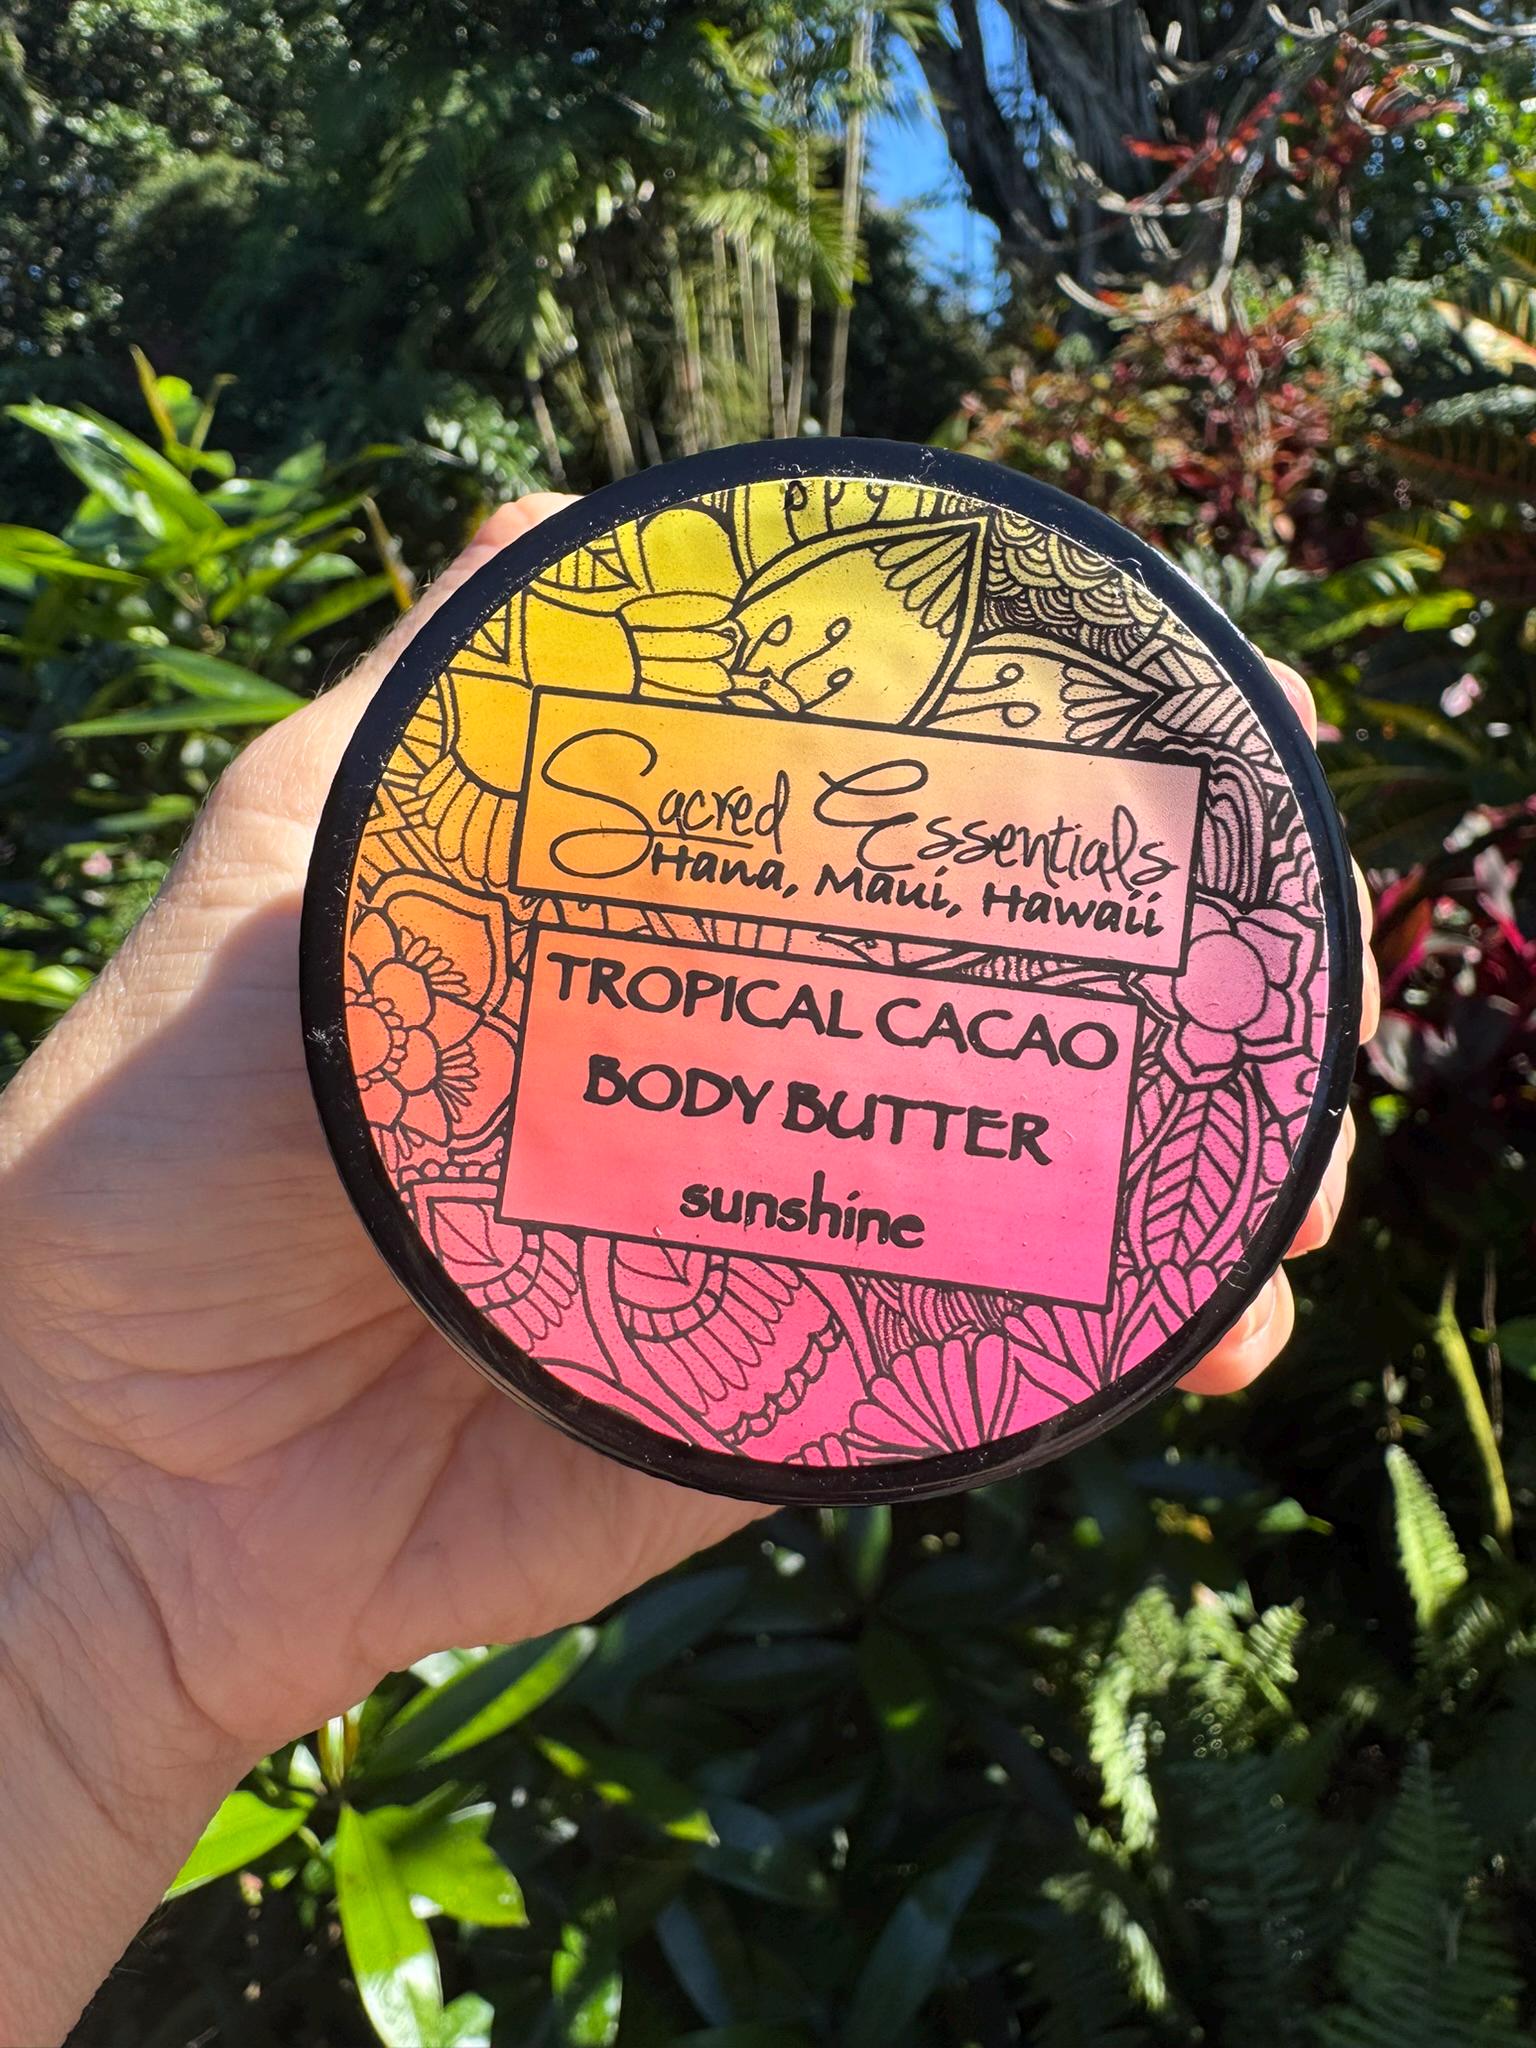 Sacred Essentials
Hana, Maui, Hawaii
TROPICAL CACAO
BODY BUTTER
sunshine